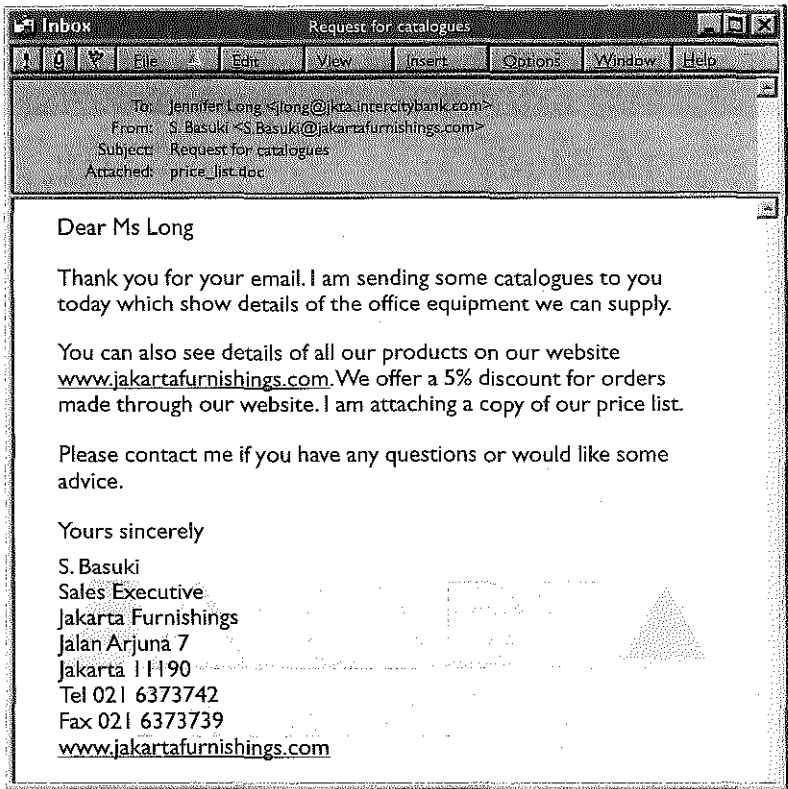 Inbox Request for catalogues
File Edit View Insert Options Window Help
To: Jennifer Long <jlong@jkta.intercitybank.com>
From: S. Basuki <S.Basuki@jakartafurnishings.com>
Subject: Request for catalogues
Attached: price_list.doc
Dear Ms Long
Thank you for your email. I am sending some catalogues to you
today which show details of the office equipment we can supply.
You can also see details of all our products on our website
www.jakartafurnishings.com. We offer a 5% discount for orders
made through our website. I am attaching a copy of our price list.
Please contact me if you have any questions or would like some
advice.
Yours sincerely
S. Basuki
Sales Executive
Jakarta Furnishings
Jalan Arjuna 7
Jakarta 11190
Tel 021 6373742
Fax 021 6373739
www.jakartafurnishings.com